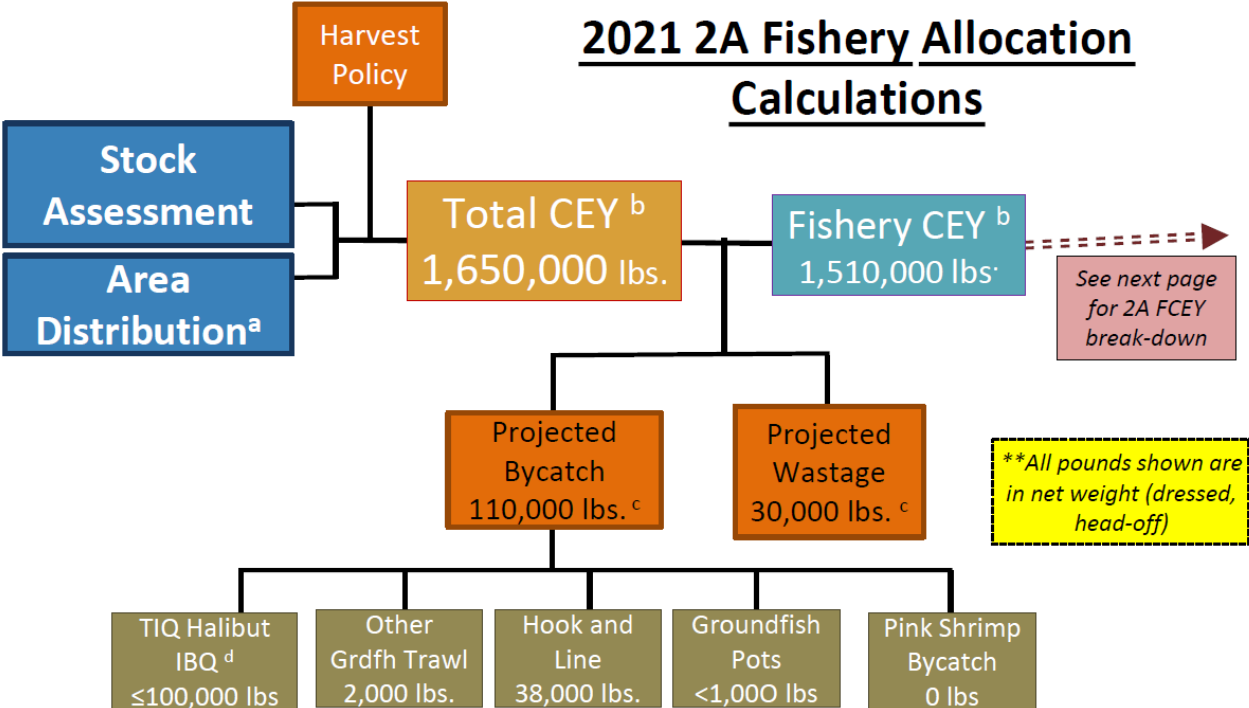 2021 2A Fishery Allocation
Calculations
Harvest
Policy
Stock
Assessment
Area
Distributionᵃ
Total CEY ᵇ
1,650,000 lbs.
Fishery CEY ᵇ
1,510,000 lbs·
See next page
for 2A FCEY
break-down
Projected
Bycatch
110,000 lbs. ᶜ
Projected
Wastage
30,000 lbs. ᶜ
**All pounds shown are
in net weight (dressed,
head-off)
TIQ Halibut
IBQ ᵈ
≤100,000 lbs
Other
Grdfh Trawl
2,000 lbs.
Hook and
Line
38,000 lbs.
Groundfish
Pots
<1,00O lbs
Pink Shrimp
Bycatch
0 lbs